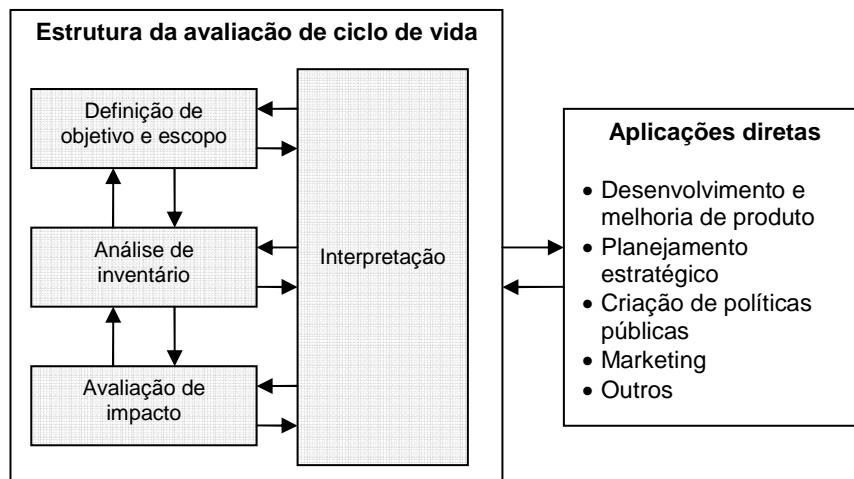 Estrutura da avaliação de ciclo de vida
Definição de
objetivo e escopo
Análise de
inventário
Avaliação de
impacto
Interpretação
Aplicações diretas
• Desenvolvimento e
melhoria de produto
• Planejamento
estratégico
• Criação de políticas
públicas
• Marketing
• Outros